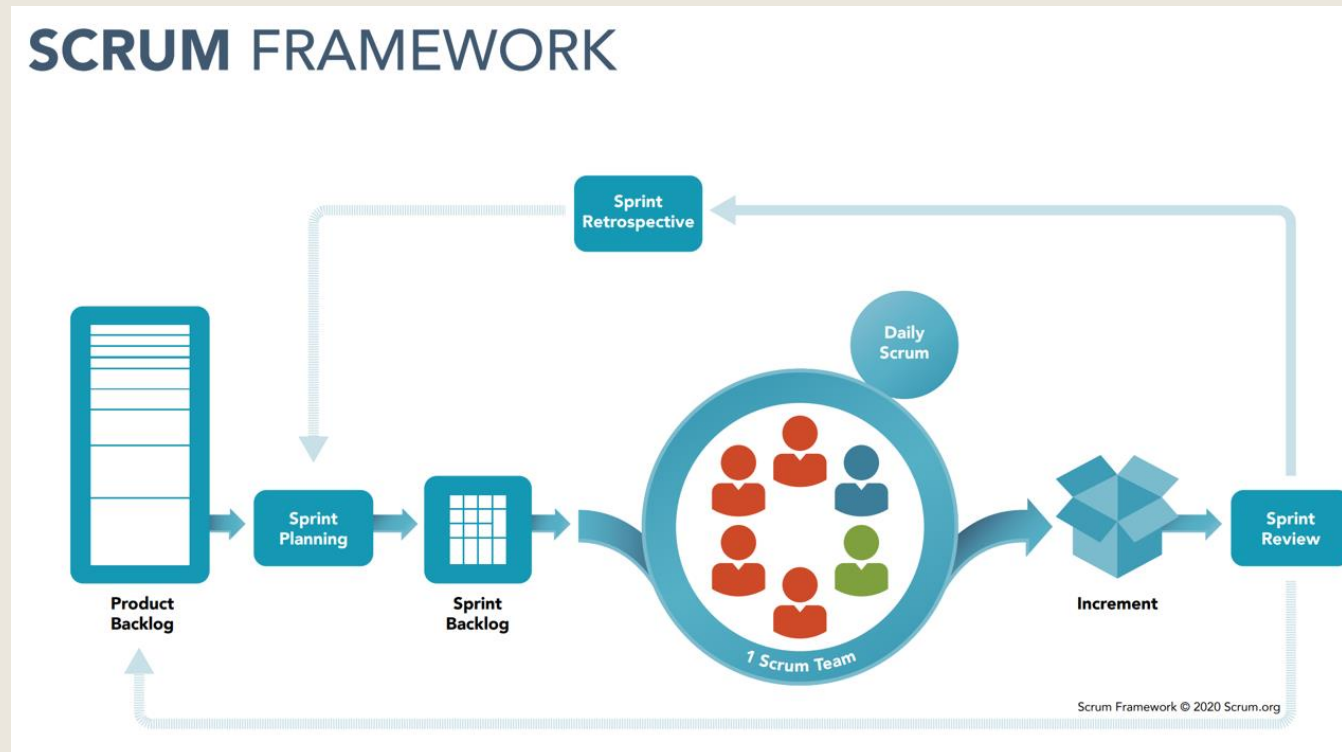 SCRUM FRAMEWORK
Sprint
Retrospective
Daily
Scrum
Sprint
Planning
Sprint
Review
Product
Backlog
Sprint
Backlog
Increment
1 Scrum Team
Scrum Framework © 2020 Scrum.org